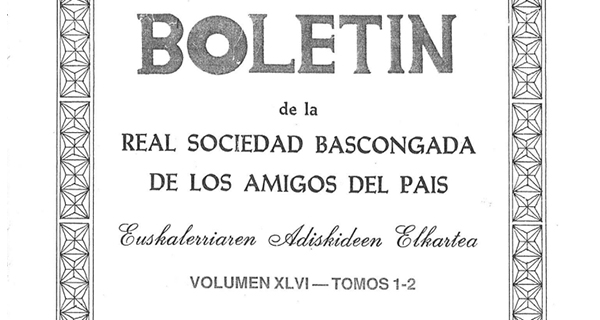 BOLETIN
de la
REAL SOCIEDAD BASCONGADA
DE LOS AMIGOS DEL PAIS
Euskalerriaren Adiskideen Elkartea
VOLUMEN XLVI — TOMOS 1-2